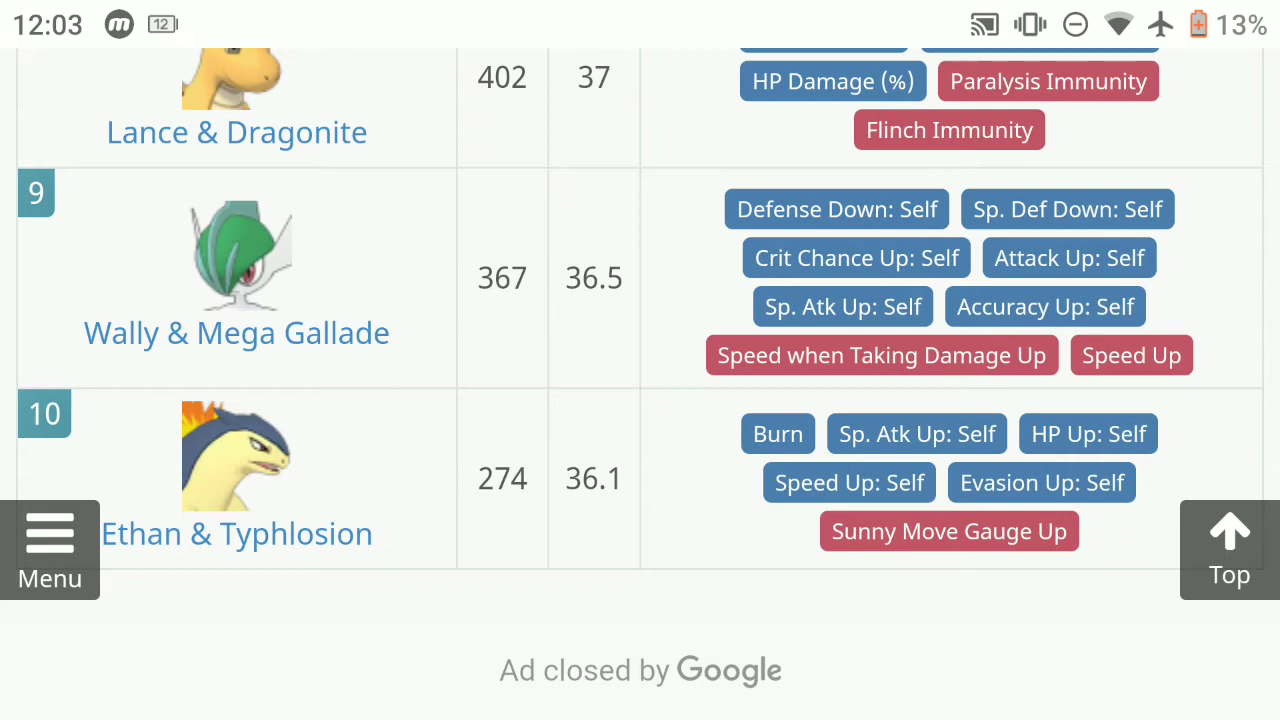 12:03 m 12 13%
402 37
HP Damage (%) Paralysis Immunity
Lance & Dragonite
Flinch Immunity
9
Defense Down: Self Sp. Def Down: Self
Crit Chance Up: Self Attack Up: Self
367 36.5
Sp. Atk Up: Self Accuracy Up: Self
Wally & Mega Gallade
Speed when Taking Damage Up Speed Up
10
Burn Sp. Atk Up: Self HP Up: Self
274 36.1
Speed Up: Self Evasion Up: Self
Ethan & Typhlosion
Sunny Move Gauge Up
Menu
Top
Ad closed by Google